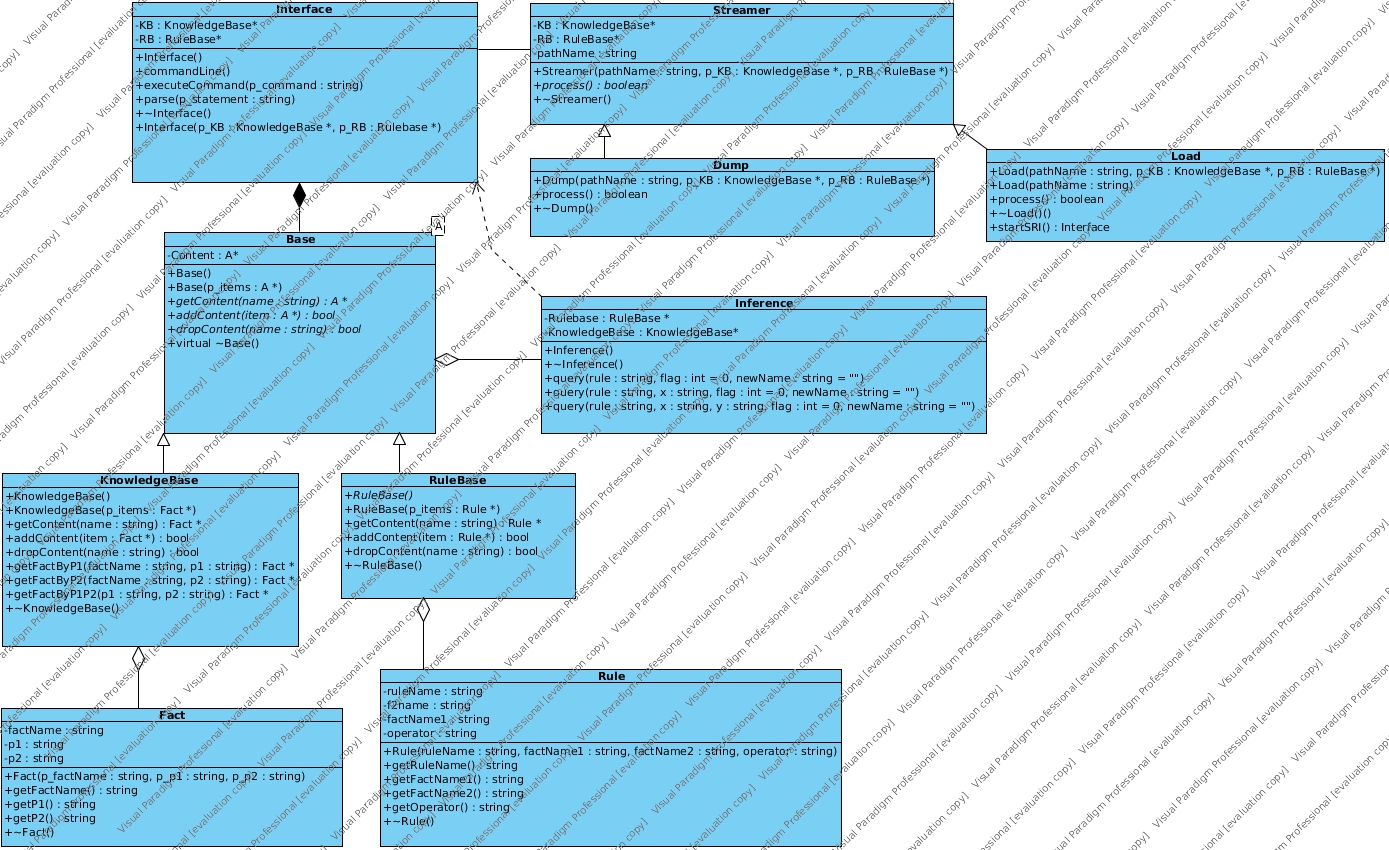 Interface
-KB : KnowledgeBase*
-RB : RuleBase*
+Interface()
+commandLine()
+executeCommand(p_command : string)
+parse(p_statement : string)
+~Interface()
+Interface(p_KB : KnowledgeBase *, p_RB : Rulebase *)
Streamer
-KB : KnowledgeBase*
-RB : RuleBase*
-pathName : string
+Streamer(pathName : string, p_KB : KnowledgeBase *, p_RB : RuleBase *)
+process() : boolean
+~Streamer()
Dump
+Dump(pathName : string, p_KB : KnowledgeBase *, p_RB : RuleBase *)
+process() : boolean
+~Dump()
Load
+Load(pathName : string, p_KB : KnowledgeBase *, p_RB : RuleBase *)
+Load(pathName : string)
+process() : boolean
+~Load()()
+startSRI() : Interface
A
Base
-Content : A*
+Base()
+Base(p_items : A *)
+getContent(name : string) : A *
+addContent(item : A *) : bool
+dropContent(name : string) : bool
+virtual ~Base()
Inference
-Rulebase : RuleBase *
-KnowledgeBase : KnowledgeBase*
+Inference()
+~Inference()
+query(rule : string, flag : int = 0, newName : string = "")
+query(rule : string, x : string, flag : int = 0, newName : string = "")
+query(rule : string, x : string, y : string, flag : int = 0, newName : string = "")
KnowledgeBase
+KnowledgeBase()
+KnowledgeBase(p_items : Fact *)
+getContent(name : string) : Fact *
+addContent(item : Fact *) : bool
+dropContent(name : string) : bool
+getFactByP1(factName : string, p1 : string) : Fact *
+getFactByP2(factName : string, p2 : string) : Fact *
+getFactByP1P2(p1 : string, p2 : string) : Fact *
+~KnowledgeBase()
RuleBase
+RuleBase()
+RuleBase(p_items : Rule *)
+getContent(name : string) : Rule *
+addContent(item : Rule *) : bool
+dropContent(name : string) : bool
+~RuleBase()
Fact
-factName : string
-p1 : string
-p2 : string
+Fact(p_factName : string, p_p1 : string, p_p2 : string)
+getFactName() : string
+getP1() : string
+getP2() : string
+~Fact()
Rule
-ruleName : string
-f2name : string
-factName1 : string
-operator : string
+Rule(ruleName : string, factName1 : string, factName2 : string, operator : string)
+getRuleName() : string
+getFactName1() : string
+getFactName2() : string
+getOperator() : string
+~Rule()
Visual Paradigm Professional [evaluation copy]